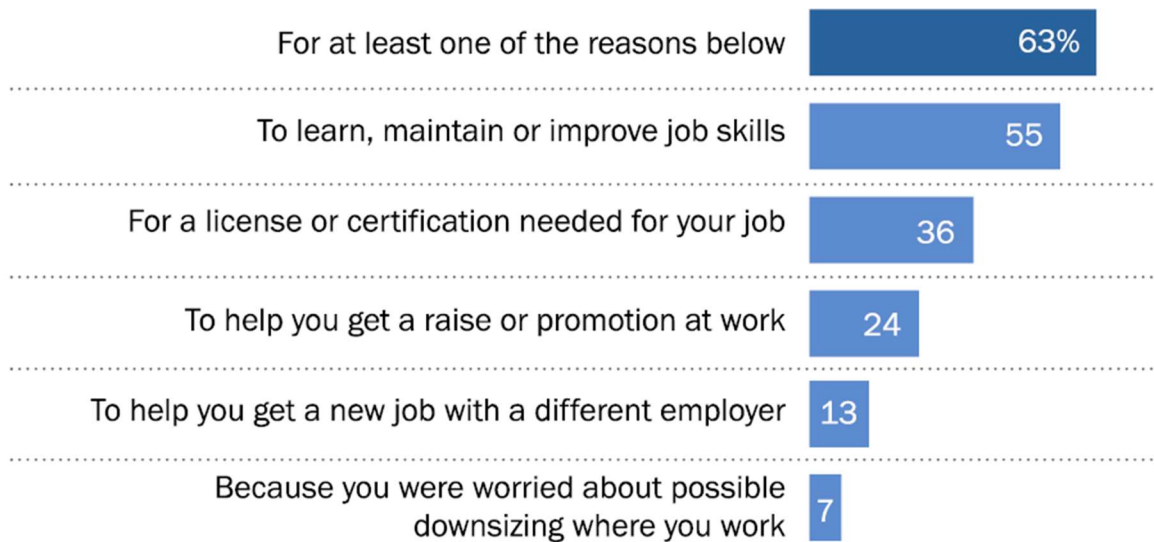 For at least one of the reasons below 63%
To learn, maintain or improve job skills 55
For a license or certification needed for your job 36
To help you get a raise or promotion at work 24
To help you get a new job with a different employer 13
Because you were worried about possible
downsizing where you work 7